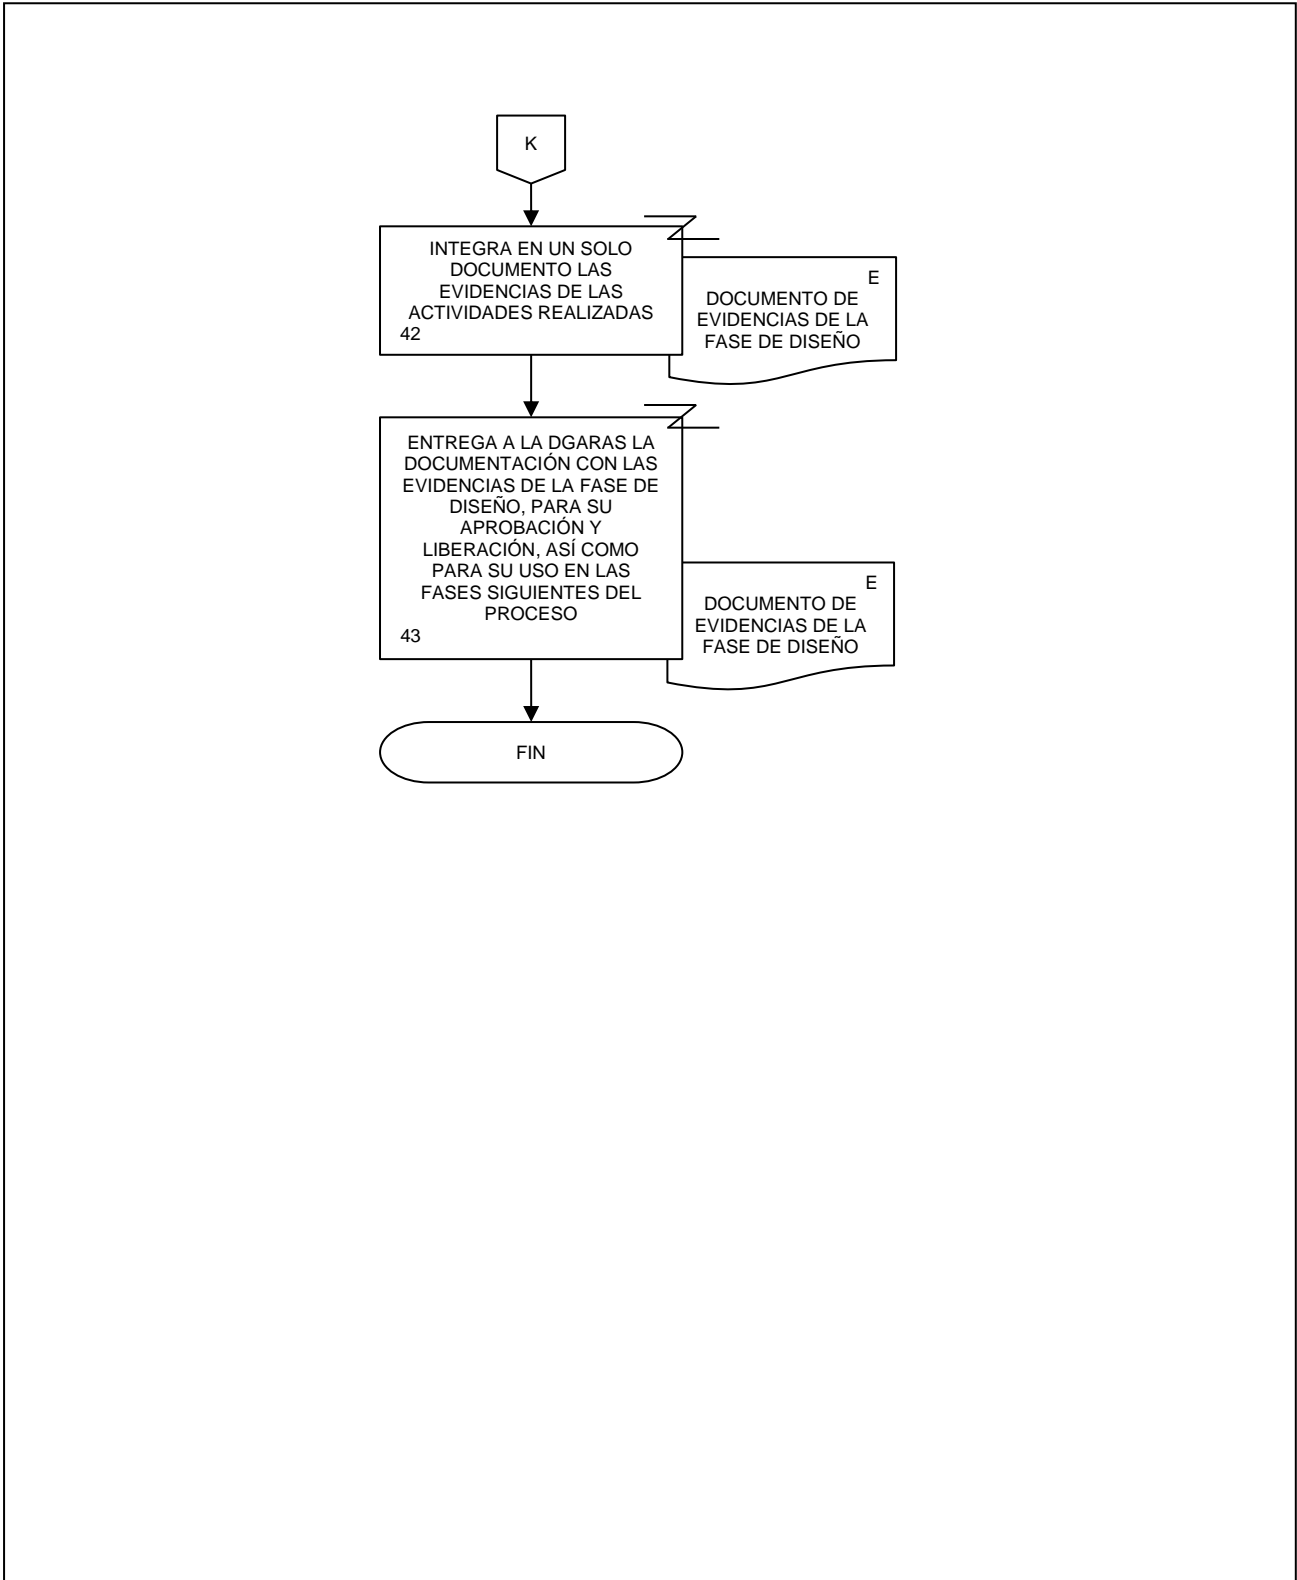 K
INTEGRA EN UN SOLO
DOCUMENTO LAS
EVIDENCIAS DE LAS
ACTIVIDADES REALIZADAS
42
E
DOCUMENTO DE
EVIDENCIAS DE LA
FASE DE DISEÑO
ENTREGA A LA DGARAS LA
DOCUMENTACIÓN CON LAS
EVIDENCIAS DE LA FASE DE
DISEÑO, PARA SU
APROBACIÓN Y
LIBERACIÓN, ASÍ COMO
PARA SU USO EN LAS
FASES SIGUIENTES DEL
PROCESO
43
E
DOCUMENTO DE
EVIDENCIAS DE LA
FASE DE DISEÑO
FIN